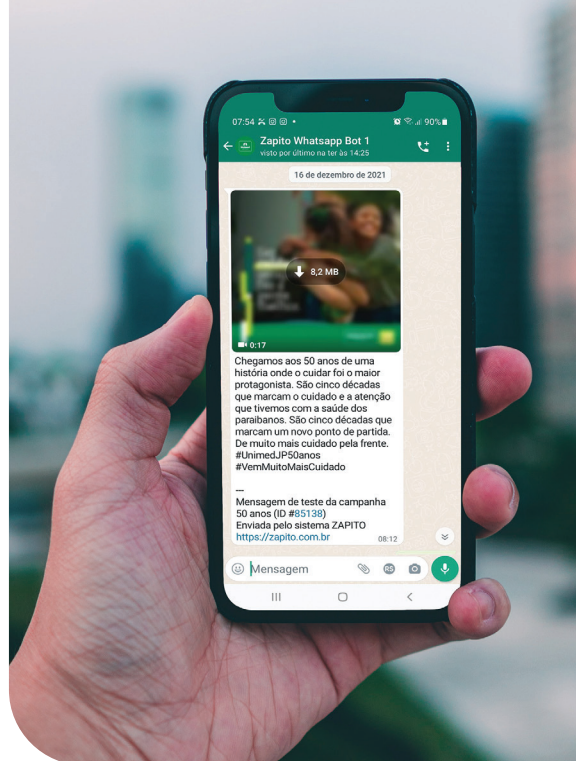 07:54 90%
Zapito Whatsapp Bot 1
visto por último na ter às 14:25
16 de dezembro de 2021
8,2 MB
0:17
Chegamos aos 50 anos de uma
história onde o cuidar foi o maior
protagonista. São cinco décadas
que marcam o cuidado e a atenção
que tivemos com a saúde dos
paraibanos. São cinco décadas que
marcam um novo ponto de partida.
De muito mais cuidado pela frente.
#UnimedJP50anos
#VemMuitoMaisCuidado
---
Mensagem de teste da campanha
50 anos (ID #85138)
Enviada pelo sistema ZAPITO
https://zapito.com.br 08:12
Mensagem R$